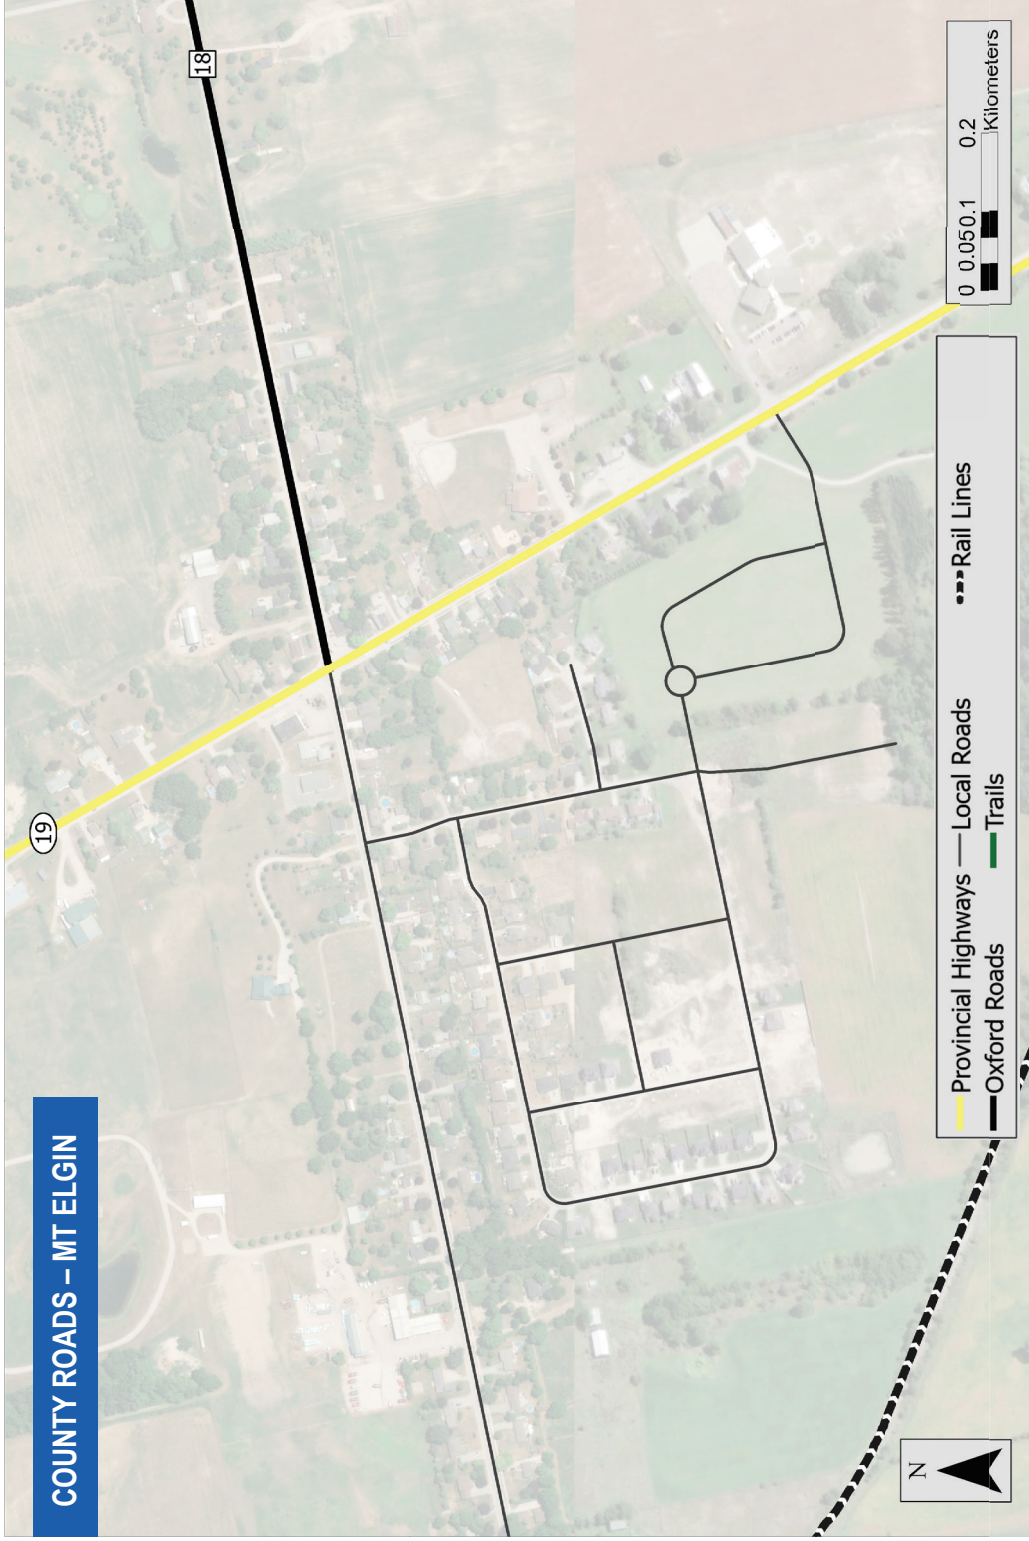 COUNTY ROADS – MT ELGIN
19
18
N
Provincial Highways
Local Roads
Rail Lines
Oxford Roads
Trails
0 0.05 0.1 0.2
Kilometers